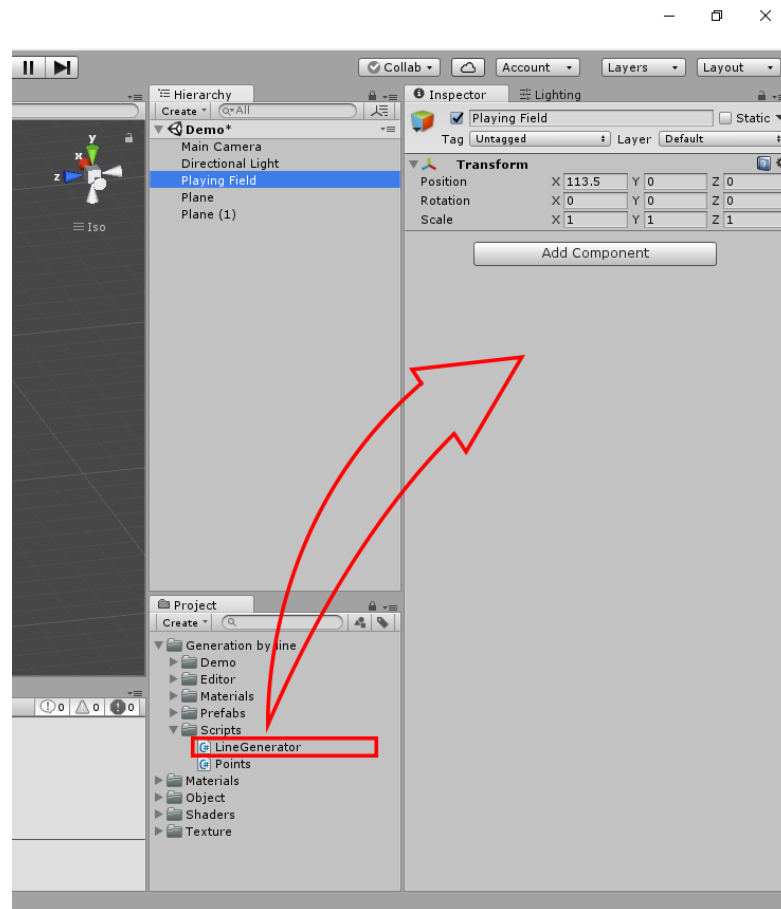 Collab Account Layers Layout
Hierarchy
Create Q▾All
Demo*
Main Camera
Directional Light
Playing Field
Plane
Plane (1)
y
x
z
Iso
Inspector Lighting
Playing Field Static
Tag Untagged Layer Default
Transform
Position X 113.5 Y 0 Z 0
Rotation X 0 Y 0 Z 0
Scale X 1 Y 1 Z 1
Add Component
Project
Create
Generation by line
Demo
Editor
Materials
Prefabs
Scripts
C# LineGenerator
C# Points
Materials
Object
Shaders
Texture
0 0 0